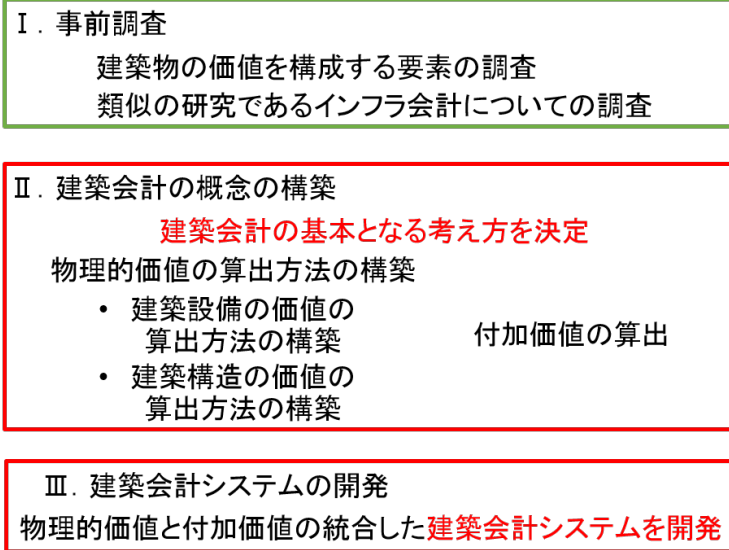 Ⅰ．事前調査
建築物の価値を構成する要素の調査
類似の研究であるインフラ会計についての調査
Ⅱ．建築会計の概念の構築
建築会計の基本となる考え方を決定
物理的価値の算出方法の構築
• 建築設備の価値の
算出方法の構築
• 建築構造の価値の
算出方法の構築
付加価値の算出
Ⅲ．建築会計システムの開発
物理的価値と付加価値の統合した建築会計システムを開発